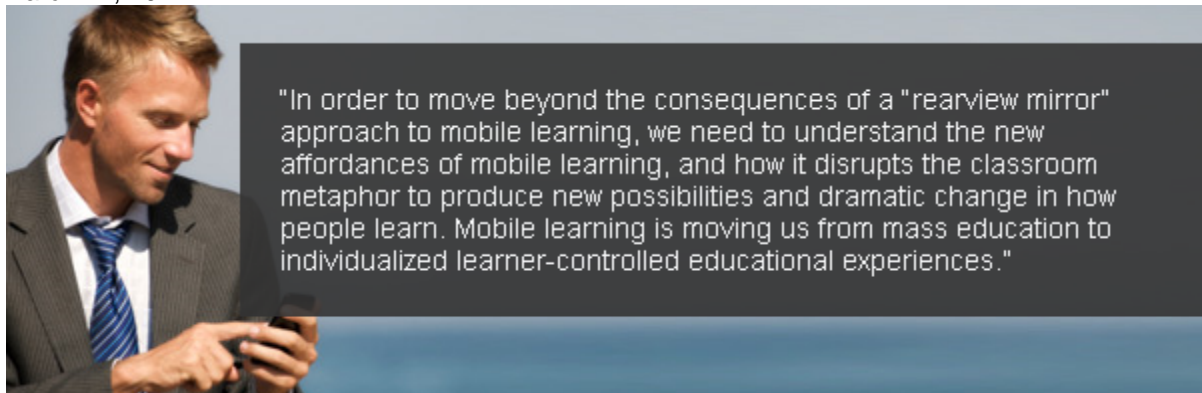 "In order to move beyond the consequences of a "rearview mirror"
approach to mobile learning, we need to understand the new
affordances of mobile learning, and how it disrupts the classroom
metaphor to produce new possibilities and dramatic change in how
people learn. Mobile learning is moving us from mass education to
individualized learner-controlled educational experiences."